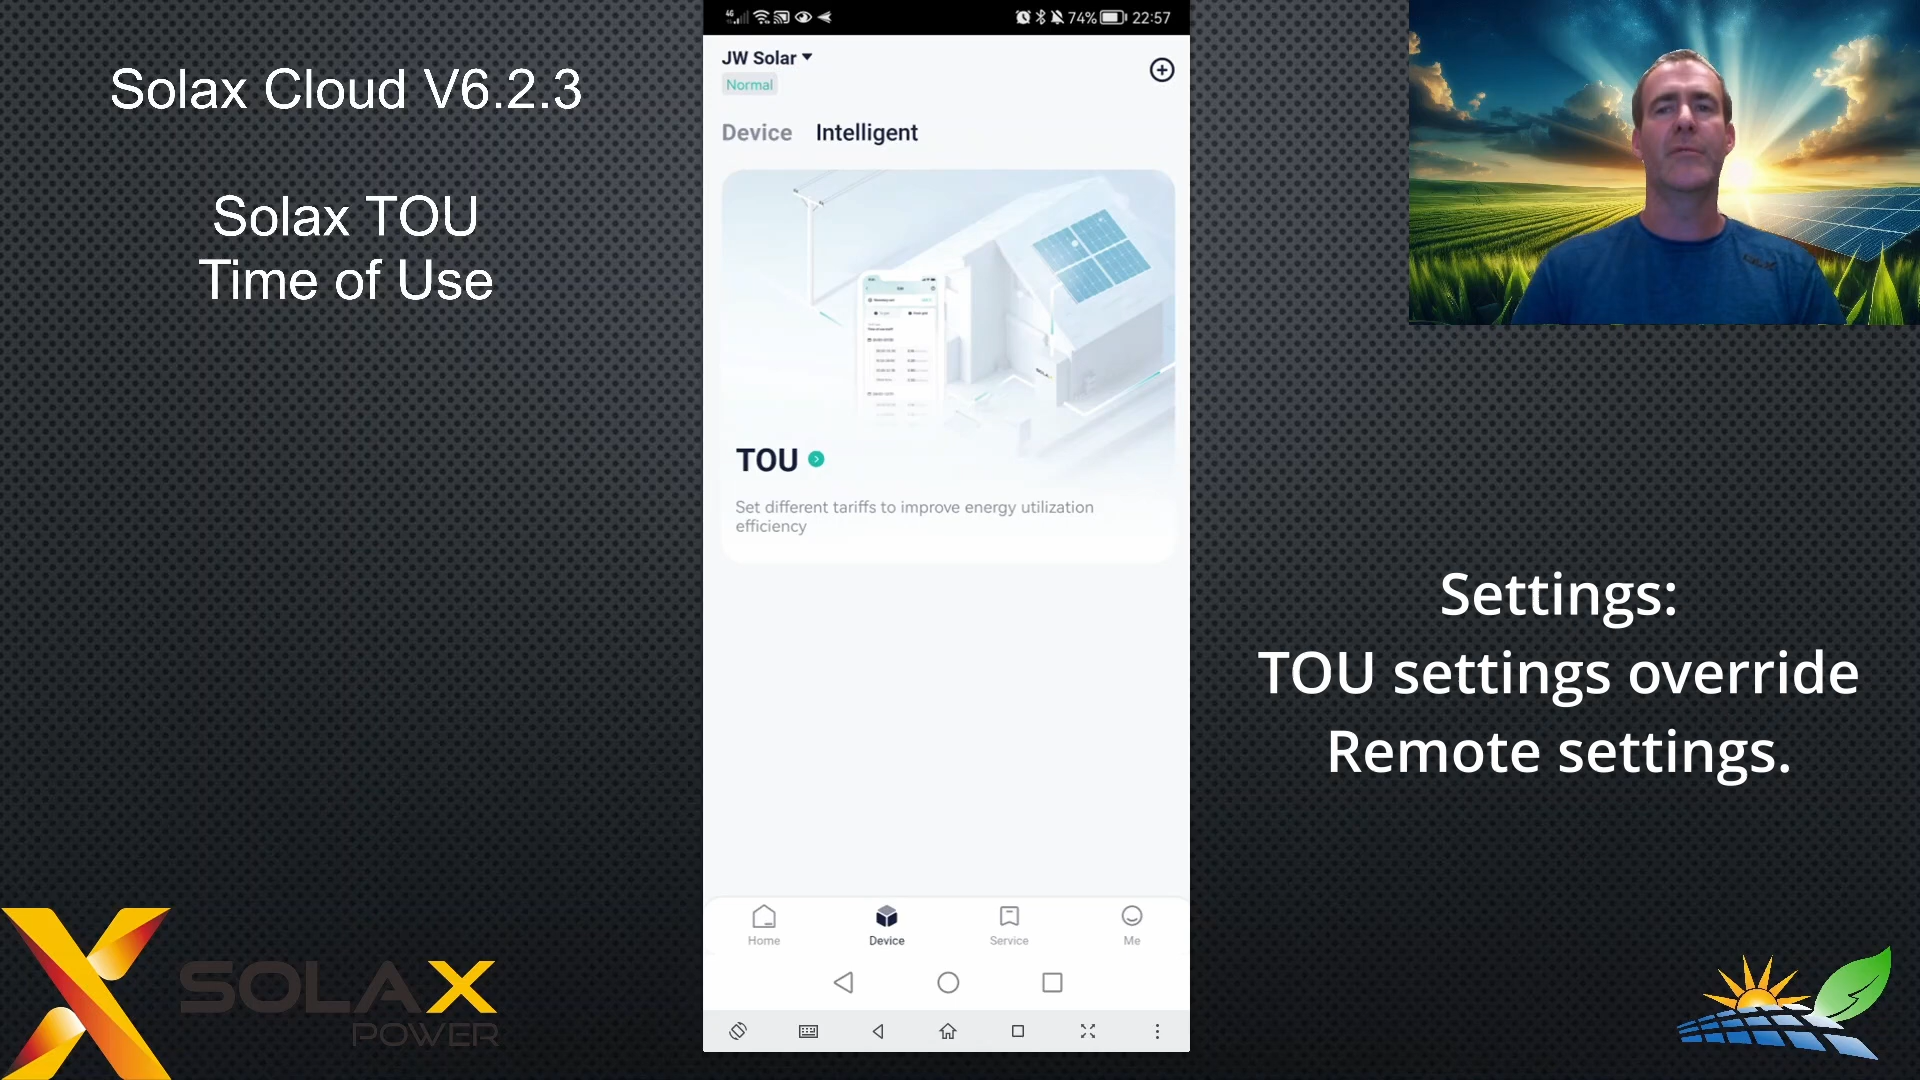 Solax Cloud V6.2.3
Solax TOU
Time of Use
SOLAX
POWER
4G 74% 22:57
JW Solar
Normal
Device Intelligent
TOU
Set different tariffs to improve energy utilization
efficiency
Home Device Service Me
Settings:
TOU settings override
Remote settings.